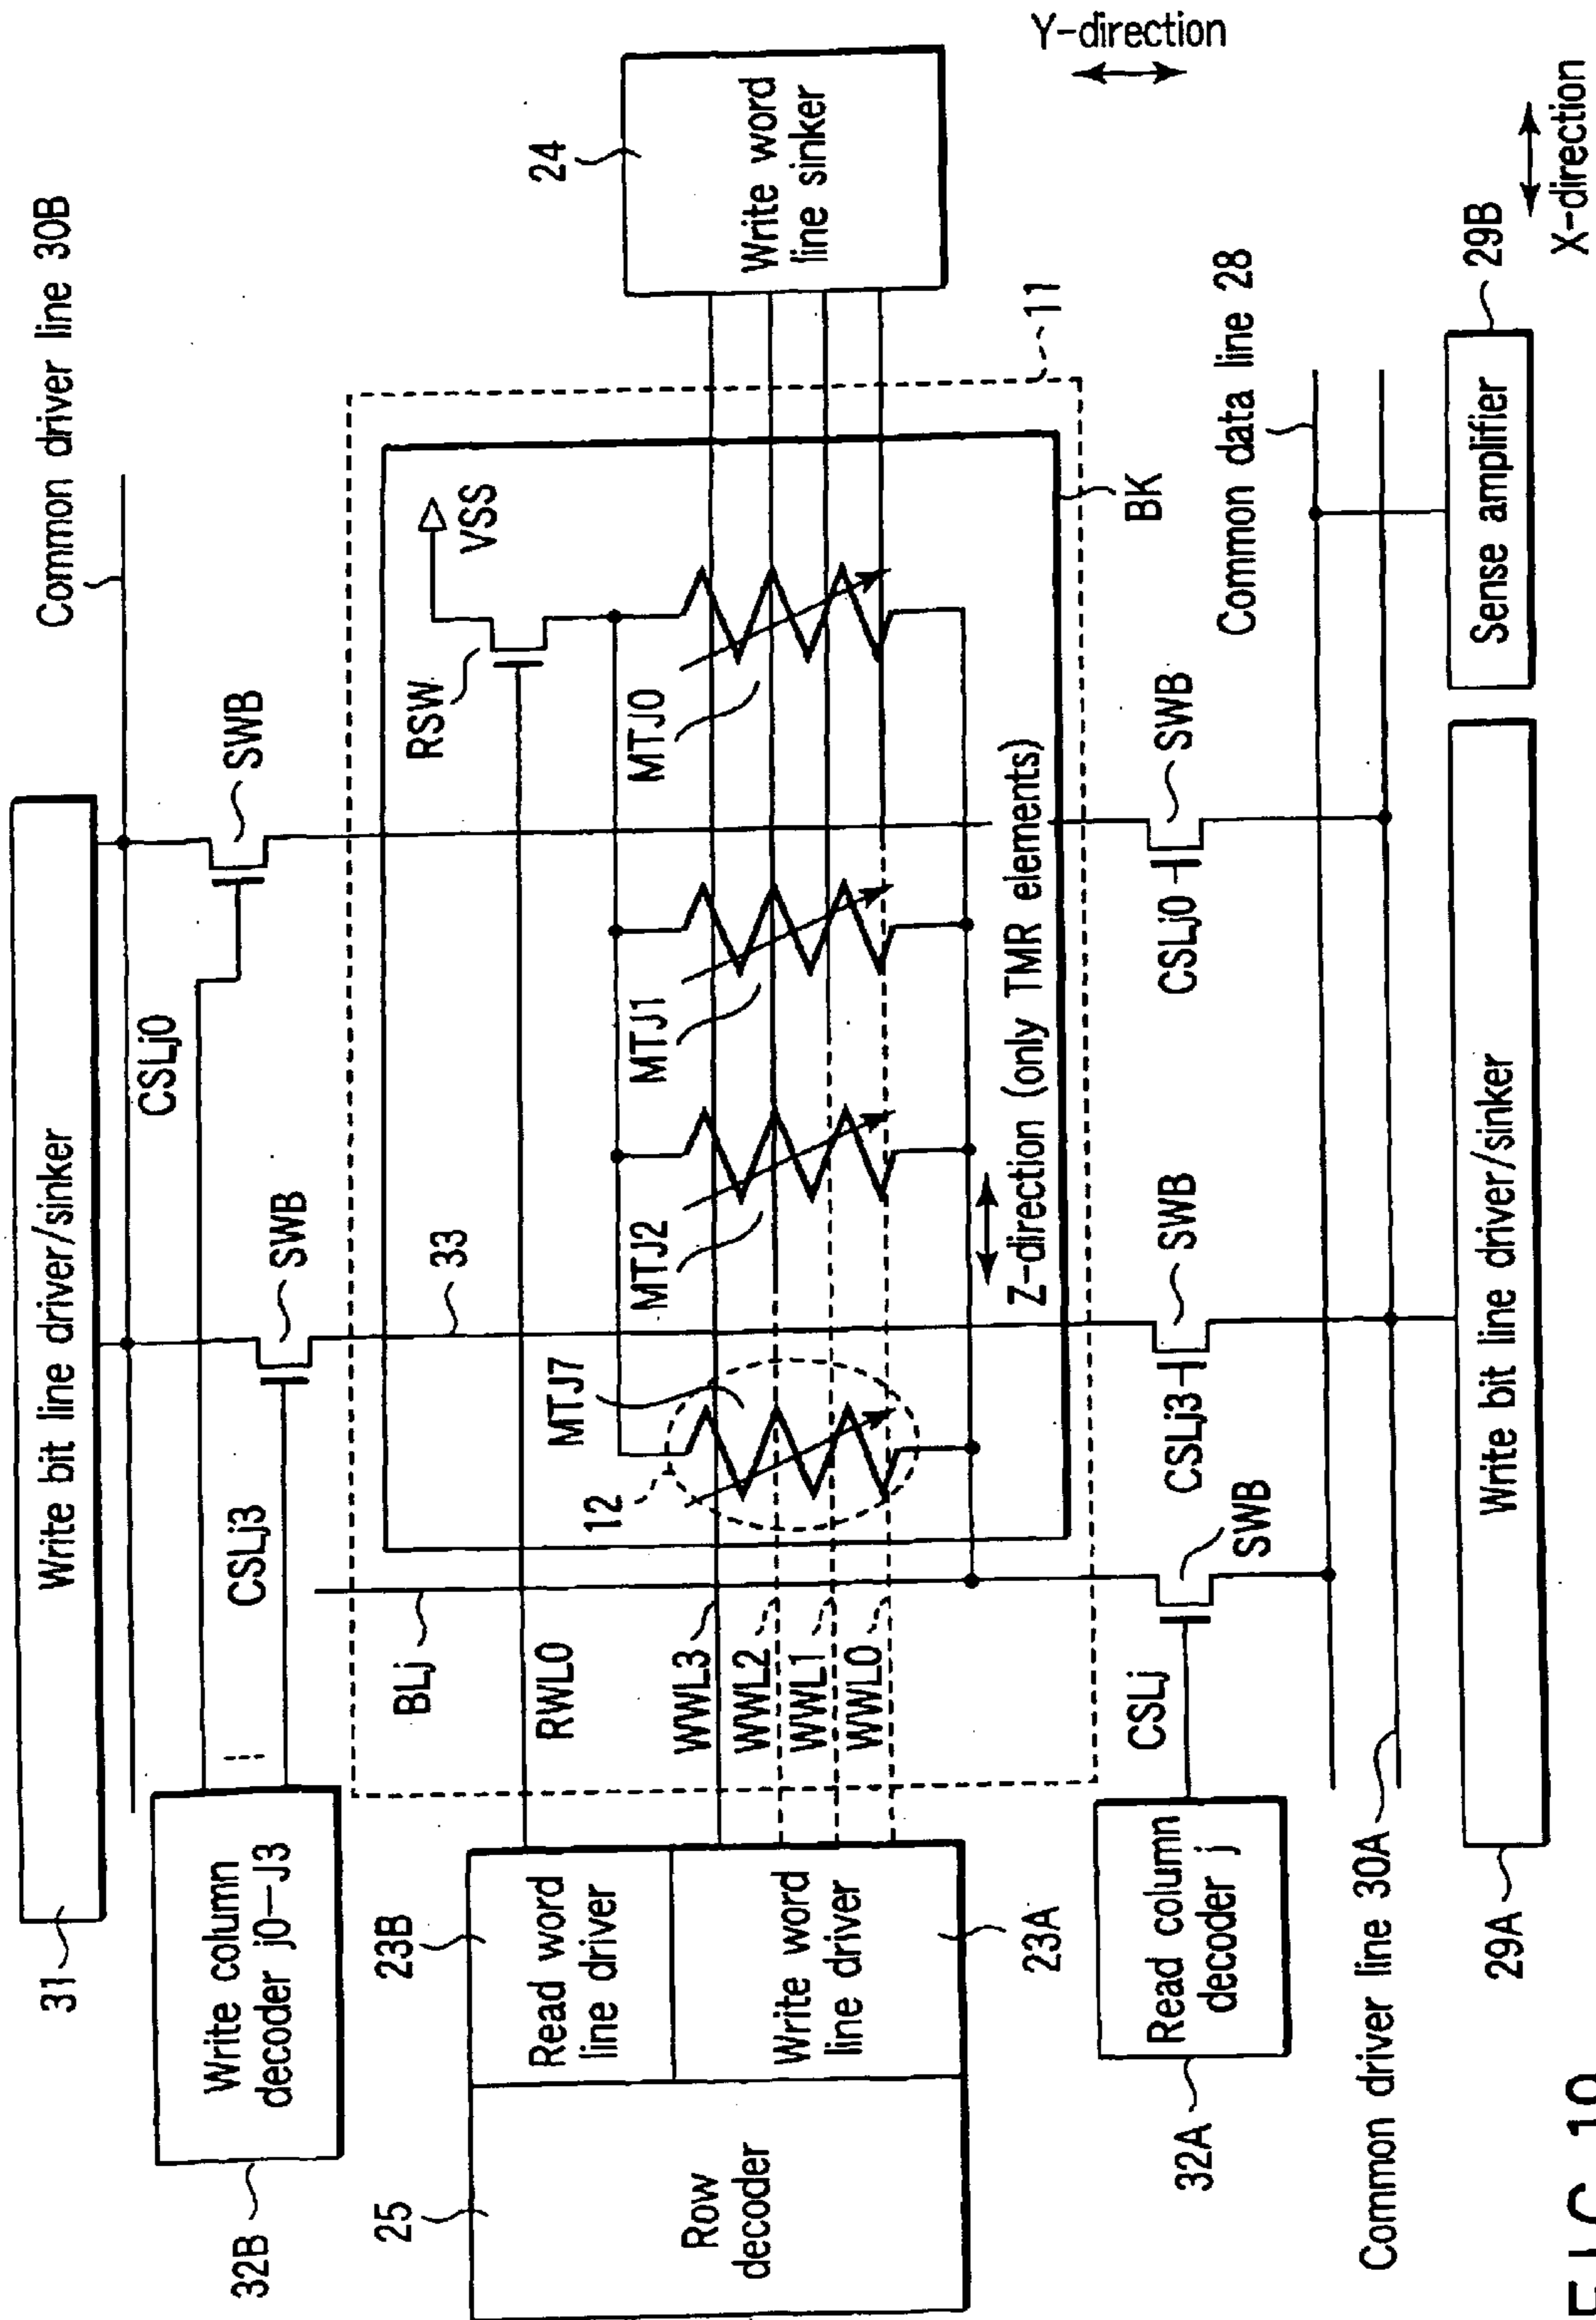 31
Write bit line driver/sinker
Common driver line 30B
32B
Write column
decoder j0-J3
CSLj0
CSLj3
SWB
SWB
BLj
33
RSW
VSS
24
Write word
line sinker
25
Row
decoder
23B
Read word
line driver
Write word
line driver
23A
RWL0
WWL3
WWL2
WWL1
WWL0
12
MTJ7
MTJ2
MTJ1
MTJ0
Z-direction (only TMR elements)
BK
11
Y-direction
32A
Read column
decoder j
CSLj
SWB
CSLj3
SWB
CSLj0
SWB
Common data line 28
Common driver line 30A
29A
Write bit line driver/sinker
Sense amplifier
29B
X-direction